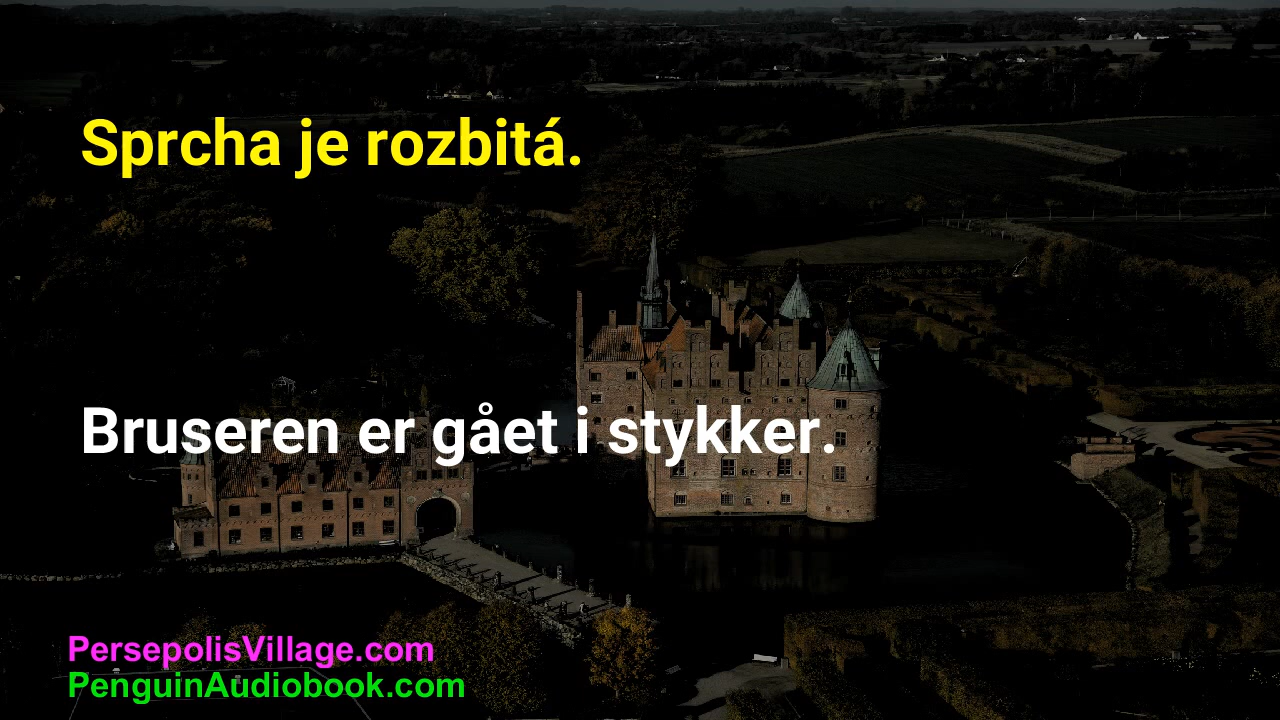 Sprcha je rozbitá.
Bruseren er gået i stykker.
PersepolisVillage.com
PenguinAudiobook.com